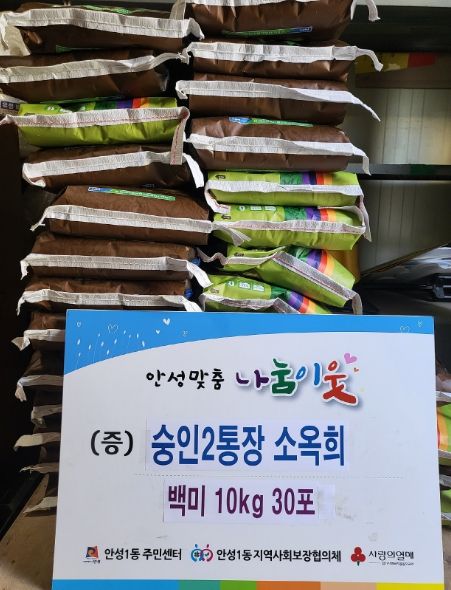 안성맞춤 나눔이웃
(증) 숭인2통장 소옥희
백미 10kg 30포
안성1동 주민센터 안성1동지역사회보장협의체 사랑의열매